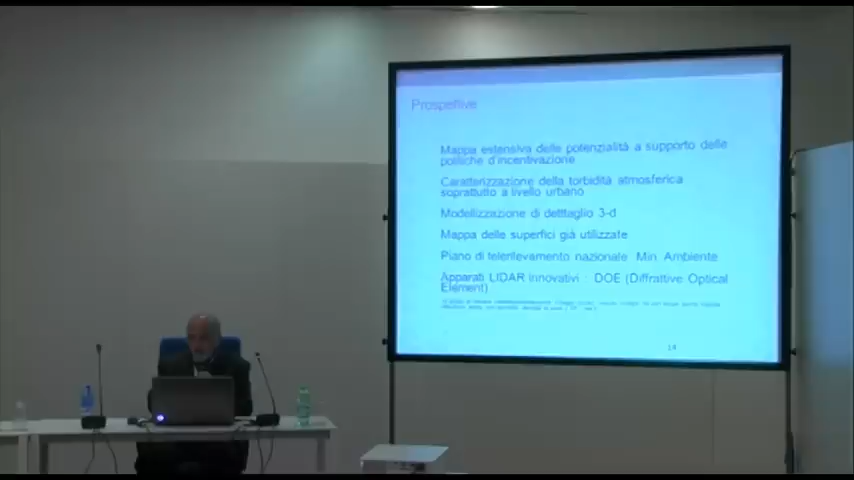 Prospettive
Mappa estensiva delle potenzialità a supporto delle
politiche d'incentivazione
Caratterizzazione della torbidità atmosferica
soprattutto a livello urbano
Modellizzazione di detttaglio 3-d
Mappa delle superfici già utilizzate
Piano di telerilevamento nazionale Min. Ambiente
Apparati LIDAR innovativi : DOE (Diffrattive Optical
Element)
14